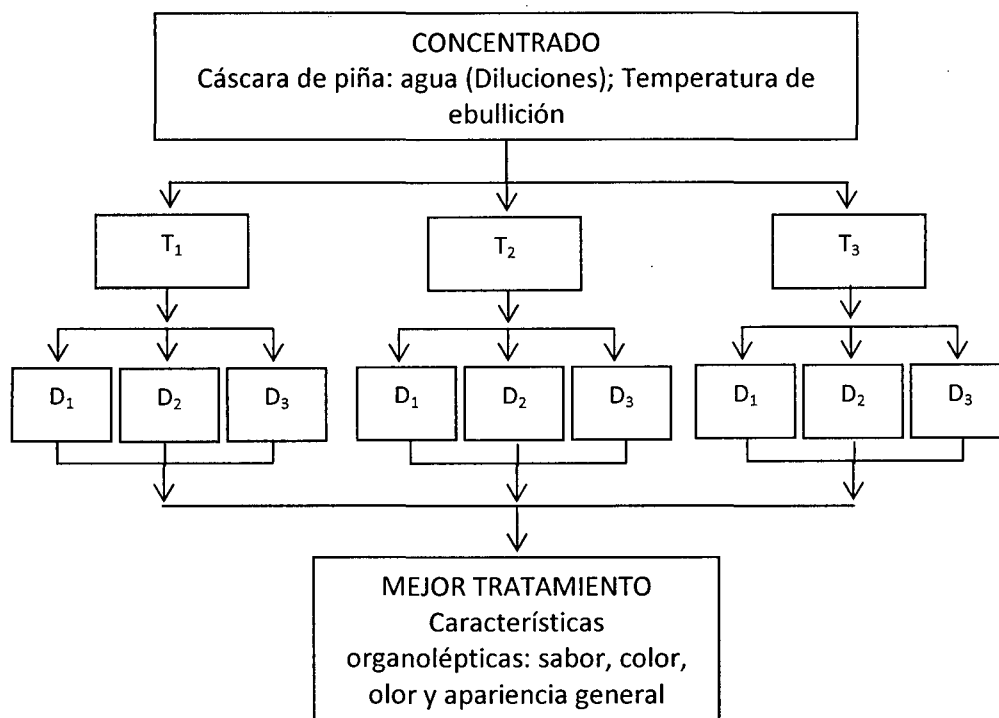 CONCENTRADO
Cáscara de piña: agua (Diluciones); Temperatura de
ebullición
T₁ T₂ T₃
D₁ D₂ D₃ D₁ D₂ D₃ D₁ D₂ D₃
MEJOR TRATAMIENTO
Características
organolépticas: sabor, color,
olor y apariencia general